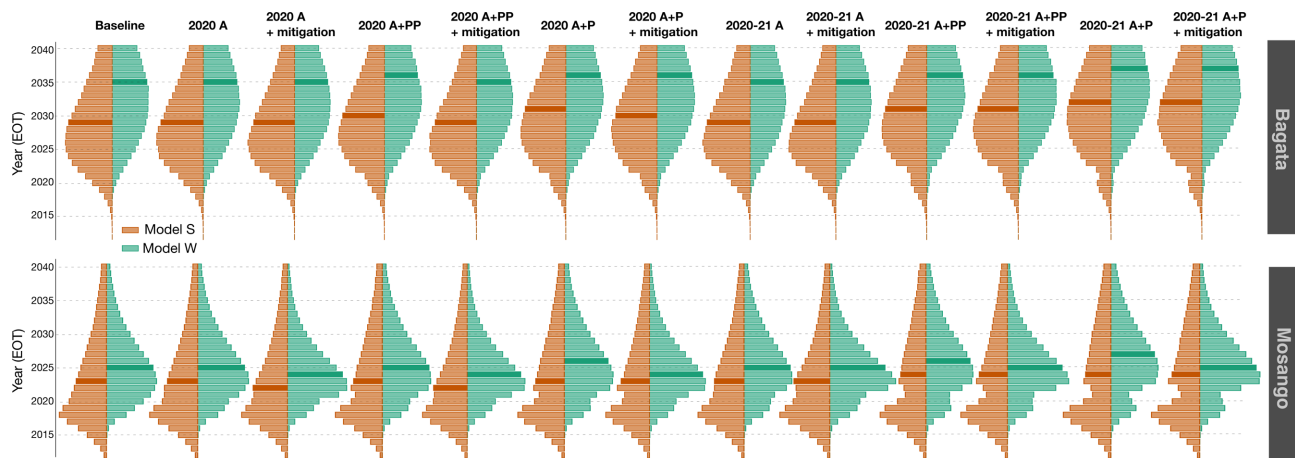 Baseline
2020 A
2020 A
+ mitigation
2020 A+PP
2020 A+PP
+ mitigation
2020 A+P
2020 A+P
+ mitigation
2020-21 A
2020-21 A
+ mitigation
2020-21 A+PP
2020-21 A+PP
+ mitigation
2020-21 A+P
2020-21 A+P
+ mitigation
Year (EOT)
2040
2035
2030
2025
2020
2015
Bagata
Model S
Model W
Year (EOT)
2040
2035
2030
2025
2020
2015
Mosango